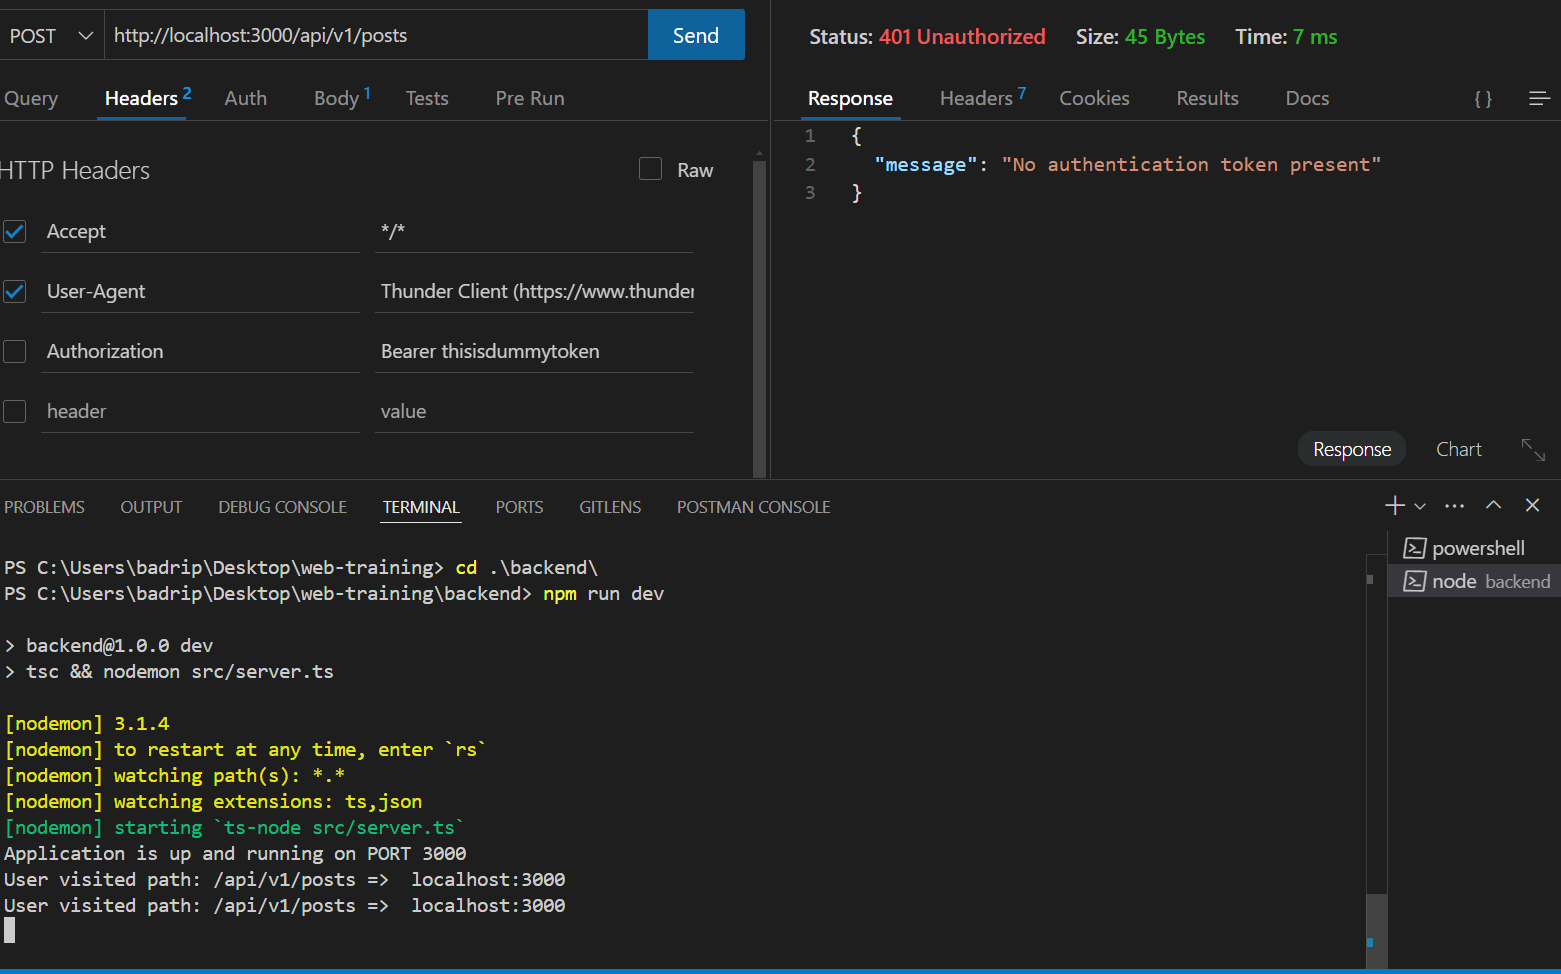 POST http://localhost:3000/api/v1/posts Send
Query Headers 2 Auth Body 1 Tests Pre Run
HTTP Headers Raw
Accept */*
User-Agent Thunder Client (https://www.thunder
Authorization Bearer thisisdummytoken
header value
Status: 401 Unauthorized Size: 45 Bytes Time: 7 ms
Response Headers 7 Cookies Results Docs { }
1 {
2 "message": "No authentication token present"
3 }
Response Chart
PROBLEMS OUTPUT DEBUG CONSOLE TERMINAL PORTS GITLENS POSTMAN CONSOLE
PS C:\Users\badrip\Desktop\web-training> cd .\backend\
PS C:\Users\badrip\Desktop\web-training\backend> npm run dev
> backend@1.0.0 dev
> tsc && nodemon src/server.ts
[nodemon] 3.1.4
[nodemon] to restart at any time, enter `rs`
[nodemon] watching path(s): *.*
[nodemon] watching extensions: ts,json
[nodemon] starting `ts-node src/server.ts`
Application is up and running on PORT 3000
User visited path: /api/v1/posts => localhost:3000
User visited path: /api/v1/posts => localhost:3000
powershell
node backend